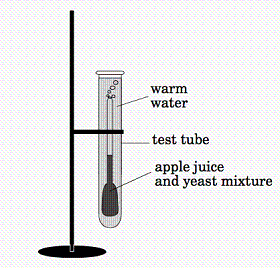 warm
water
test tube
apple juice
and yeast mixture